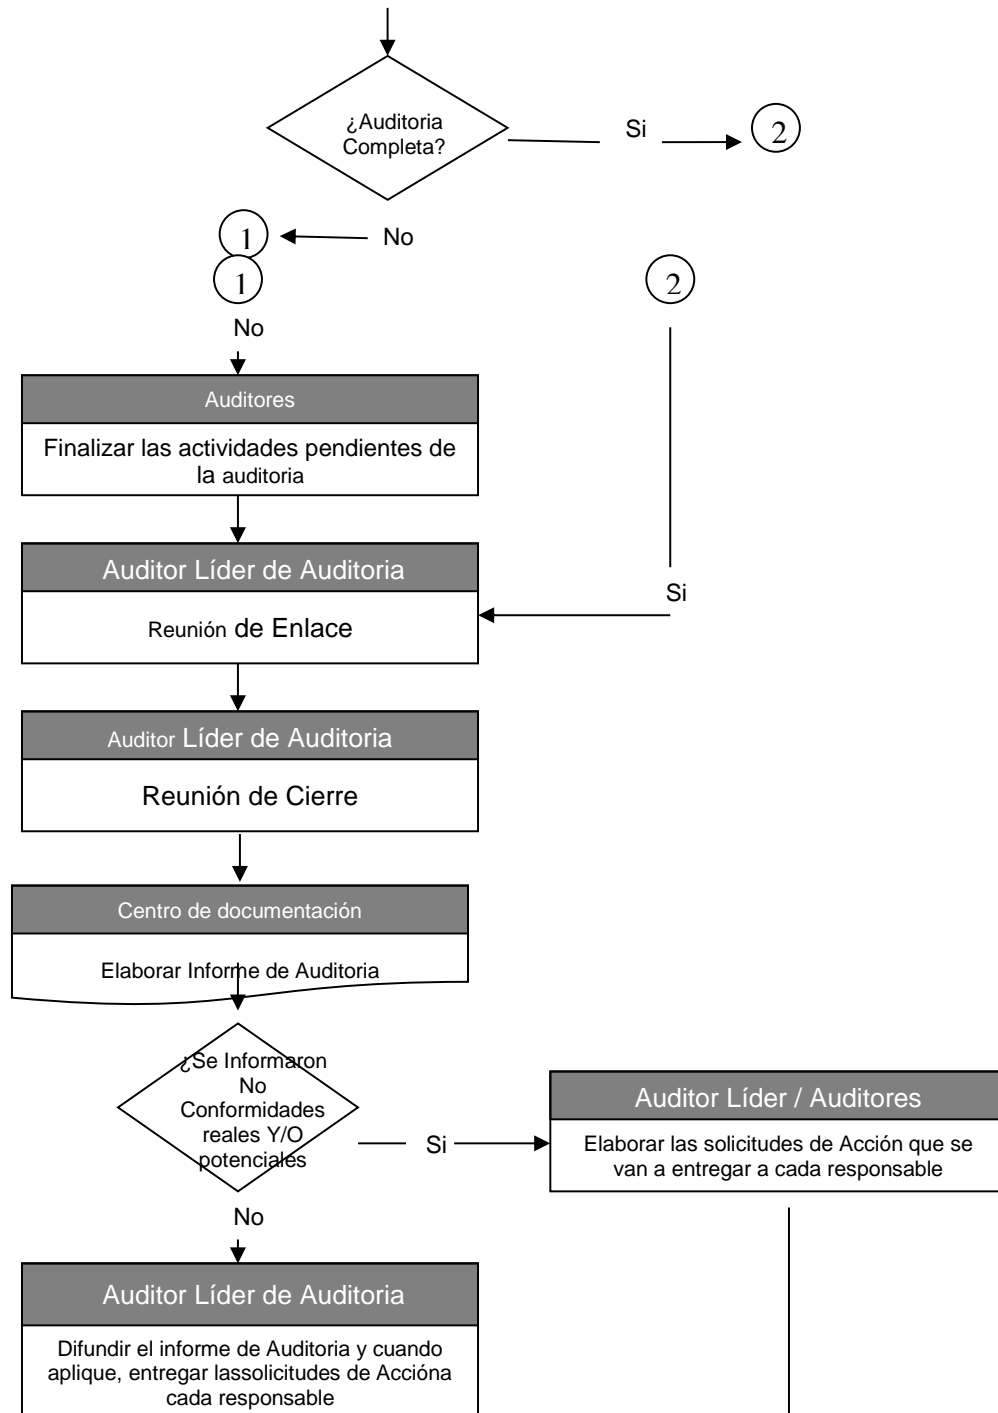 ¿Auditoria
Completa?
Si
2
1
No
1
2
No
Auditores
Finalizar las actividades pendientes de
la auditoria
Auditor Líder de Auditoria
Si
Reunión de Enlace
Auditor Líder de Auditoria
Reunión de Cierre
Centro de documentación
Elaborar Informe de Auditoria
¿Se Informaron
No
Conformidades
reales Y/O
potenciales
Si
Auditor Líder / Auditores
Elaborar las solicitudes de Acción que se
van a entregar a cada responsable
No
Auditor Líder de Auditoria
Difundir el informe de Auditoria y cuando
aplique, entregar lassolicitudes de Accióna
cada responsable